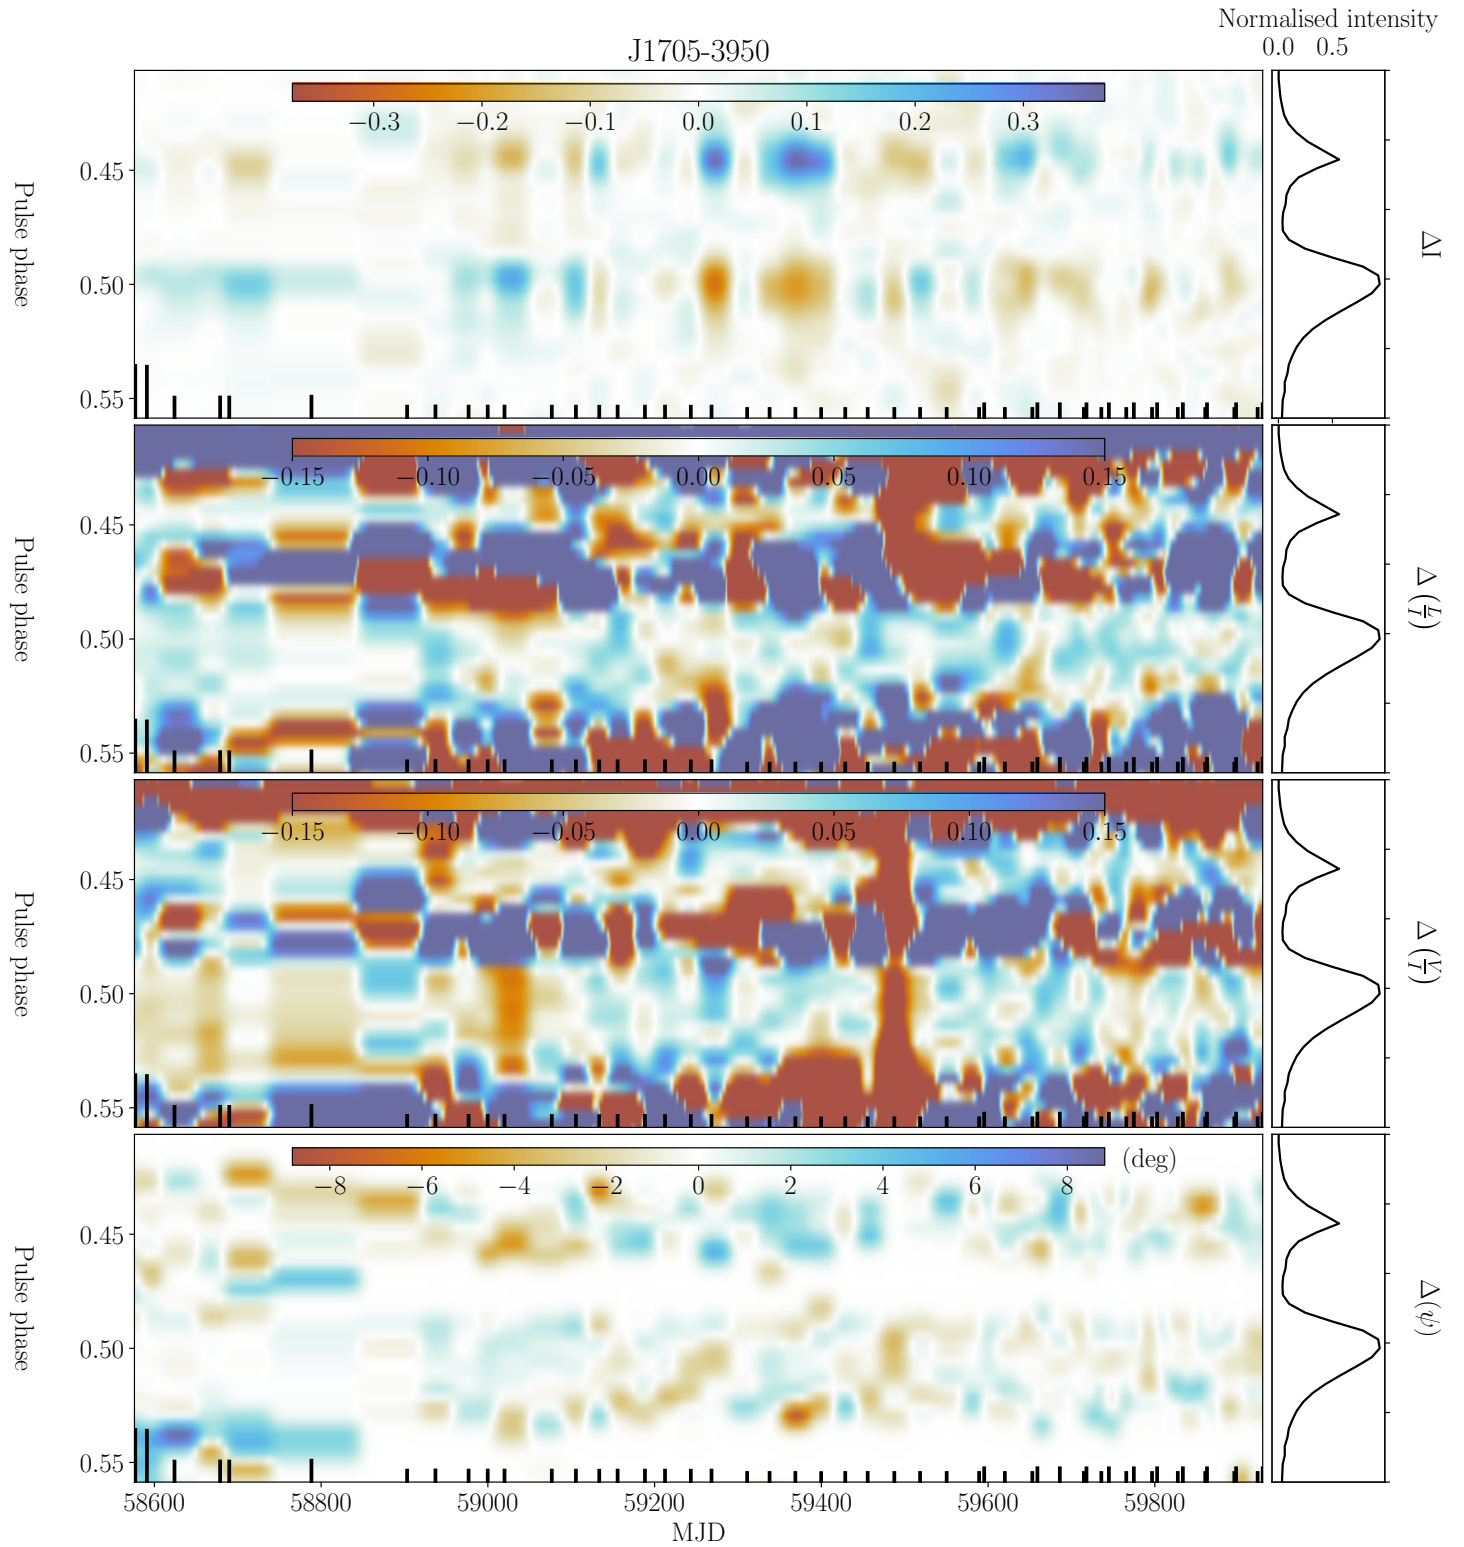 Normalised intensity
0.0 0.5
J1705-3950
−0.3 −0.2 −0.1 0.0 0.1 0.2 0.3
0.45
0.50
0.55
Pulse phase
ΔI
−0.15 −0.10 −0.05 0.00 0.05 0.10 0.15
0.45
0.50
0.55
Pulse phase
Δ(L/I)
−0.15 −0.10 −0.05 0.00 0.05 0.10 0.15
0.45
0.50
0.55
Pulse phase
Δ(V/I)
−8 −6 −4 −2 0 2 4 6 8 (deg)
0.45
0.50
0.55
Pulse phase
Δ(ψ)
58600 58800 59000 59200 59400 59600 59800
MJD